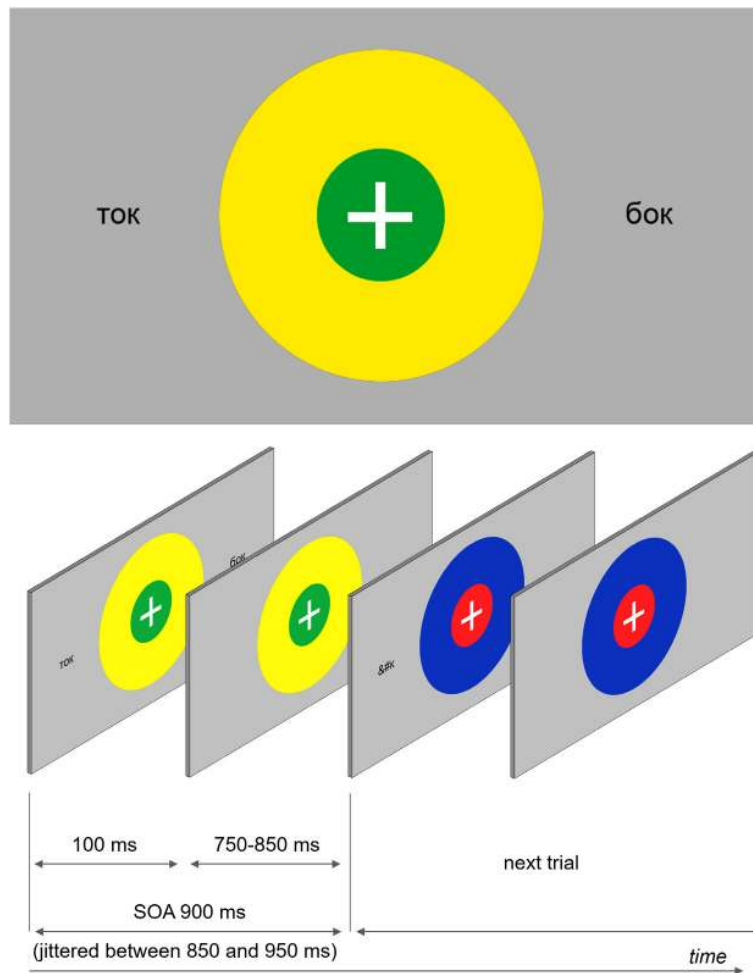 ток бок
бок
ток
&#к
100 ms 750-850 ms
next trial
SOA 900 ms
(jittered between 850 and 950 ms)
time